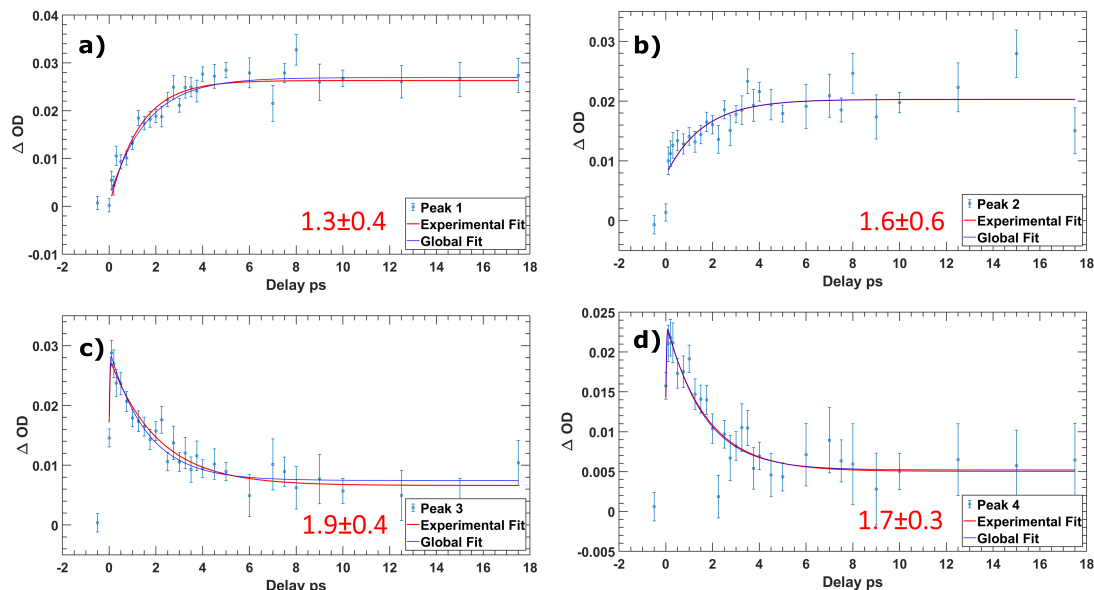 a)
0.04
0.03
0.02
0.01
0
-0.01
Δ OD
-2 0 2 4 6 8 10 12 14 16 18
Delay ps
1.3±0.4
Peak 1
Experimental Fit
Global Fit
b)
0.03
0.02
0.01
0
Δ OD
-2 0 2 4 6 8 10 12 14 16 18
Delay ps
1.6±0.6
Peak 2
Experimental Fit
Global Fit
c)
0.03
0.02
0.01
0
Δ OD
-2 0 2 4 6 8 10 12 14 16 18
Delay ps
1.9±0.4
Peak 3
Experimental Fit
Global Fit
d)
0.025
0.02
0.015
0.01
0.005
0
-0.005
Δ OD
-2 0 2 4 6 8 10 12 14 16 18
Delay ps
1.7±0.3
Peak 4
Experimental Fit
Global Fit